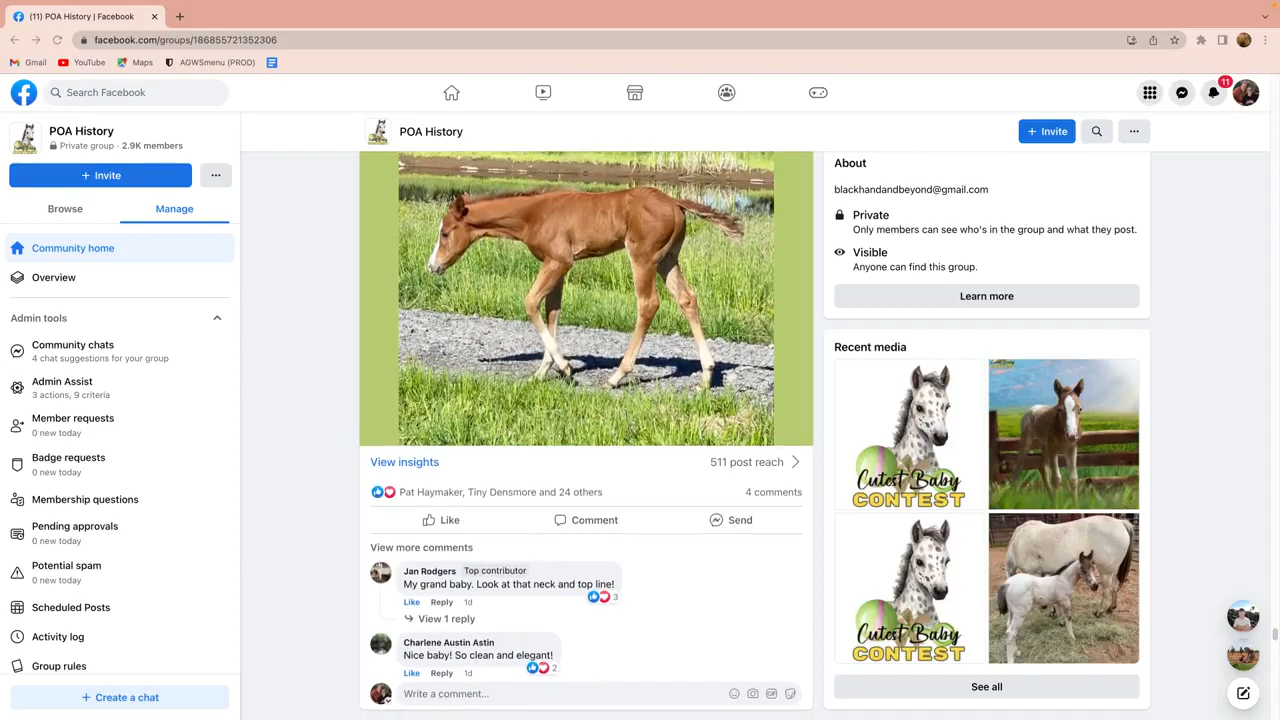 (11) POA History | Facebook
facebook.com/groups/186855721352306
Gmail
YouTube
Maps
AGWSmenu (PROD)
Search Facebook
11
POA History
Private group · 2.9K members
+ Invite
Browse
Manage
Community home
Overview
Admin tools
Community chats
4 chat suggestions for your group
Admin Assist
3 actions, 9 criteria
Member requests
0 new today
Badge requests
0 new today
Membership questions
Pending approvals
0 new today
Potential spam
0 new today
Scheduled Posts
Activity log
Group rules
+ Create a chat
POA History
+ Invite
View insights
511 post reach
Pat Haymaker, Tiny Densmore and 24 others
4 comments
Like
Comment
Send
View more comments
Jan Rodgers Top contributor
My grand baby. Look at that neck and top line!
3
Like Reply 1d
View 1 reply
Charlene Austin Astin
Nice baby! So clean and elegant!
2
Like Reply 1d
Write a comment...
About
blackhandandbeyond@gmail.com
Private
Only members can see who's in the group and what they post.
Visible
Anyone can find this group.
Learn more
Recent media
Cutest Baby
CONTEST
Cutest Baby
CONTEST
See all